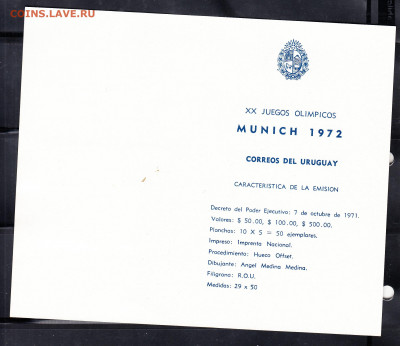 COINS.LAVE.RU
XX JUEGOS OLIMPICOS
MUNICH 1972
CORREOS DEL URUGUAY
CARACTERISTICA DE LA EMISION
Decreto del Poder Ejecutivo: 7 de octubre de 1971.
Valores: $ 50.00, $ 100.00, $ 500.00.
Planchas: 10 X 5 = 50 ejemplares.
Impreso: Imprenta Nacional.
Procedimiento: Hueco Offset.
Dibujante: Angel Medina Medina.
Filigrana: R.O.U.
Medidas: 29 x 50